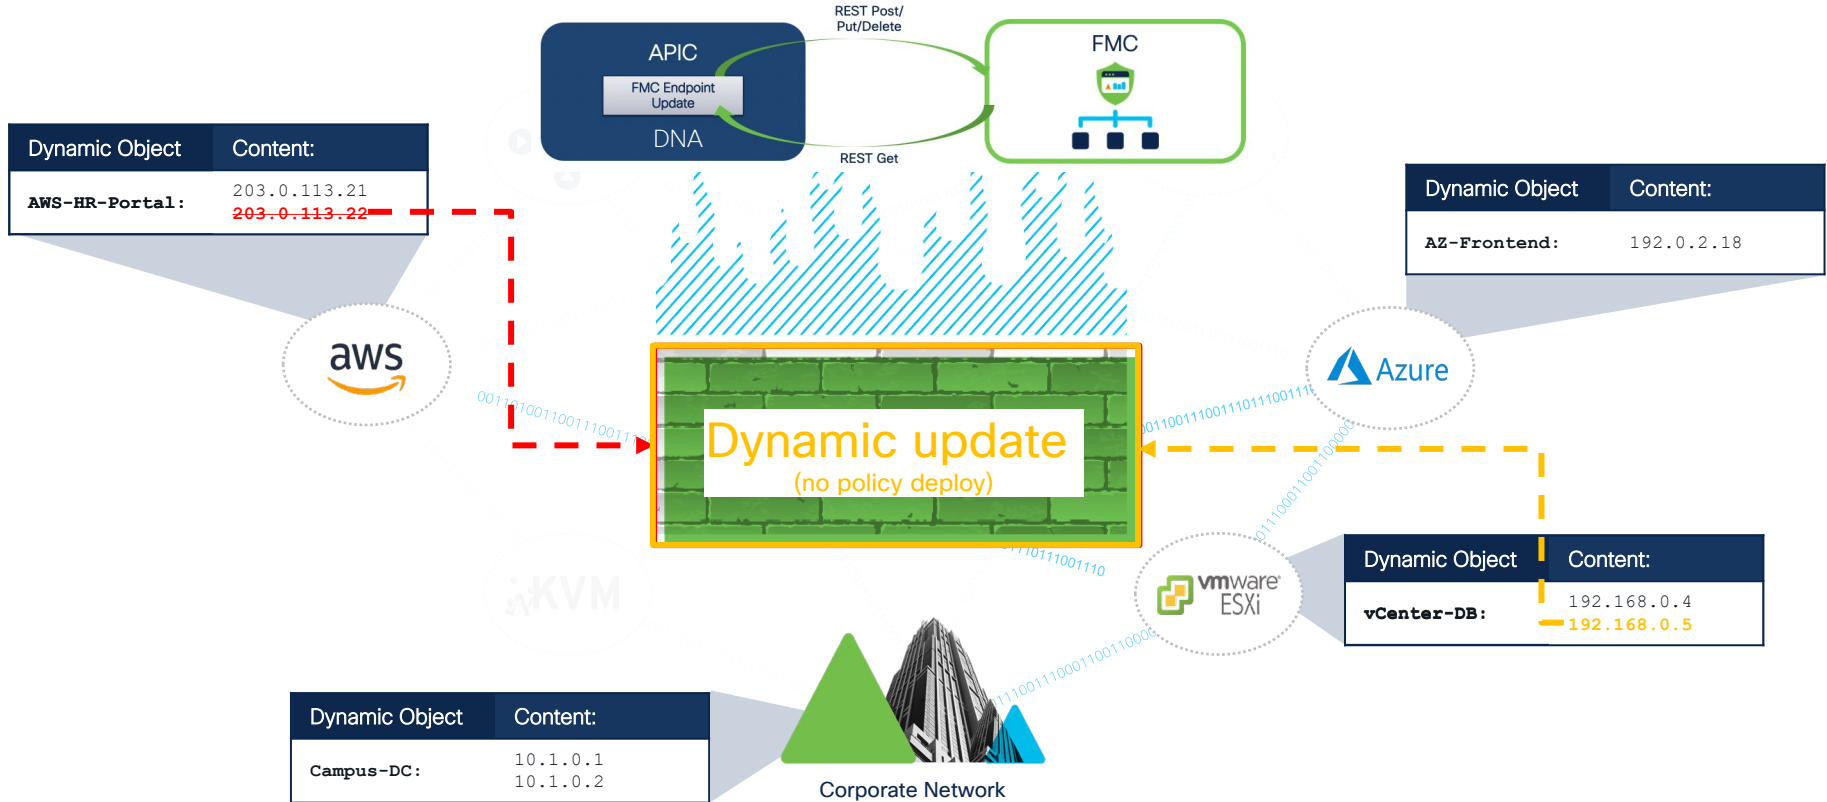 REST Post/
Put/Delete
APIC
FMC Endpoint
Update
DNA
REST Get
FMC
Dynamic Object Content:
AWS-HR-Portal: 203.0.113.21
203.0.113.22
Dynamic Object Content:
AZ-Frontend: 192.0.2.18
aws
Azure
Dynamic update
(no policy deploy)
KVM
vmware
ESXi
Dynamic Object Content:
vCenter-DB: 192.168.0.4
192.168.0.5
Dynamic Object Content:
Campus-DC: 10.1.0.1
10.1.0.2
Corporate Network